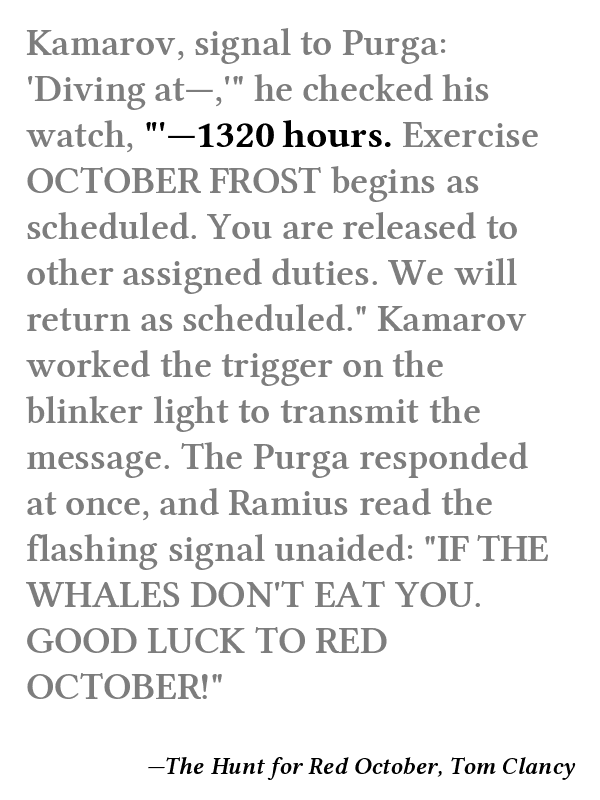 Kamarov, signal to Purga:
'Diving at—,'" he checked his
watch, "'—1320 hours. Exercise
OCTOBER FROST begins as
scheduled. You are released to
other assigned duties. We will
return as scheduled." Kamarov
worked the trigger on the
blinker light to transmit the
message. The Purga responded
at once, and Ramius read the
flashing signal unaided: "IF THE
WHALES DON'T EAT YOU.
GOOD LUCK TO RED
OCTOBER!"
—The Hunt for Red October, Tom Clancy